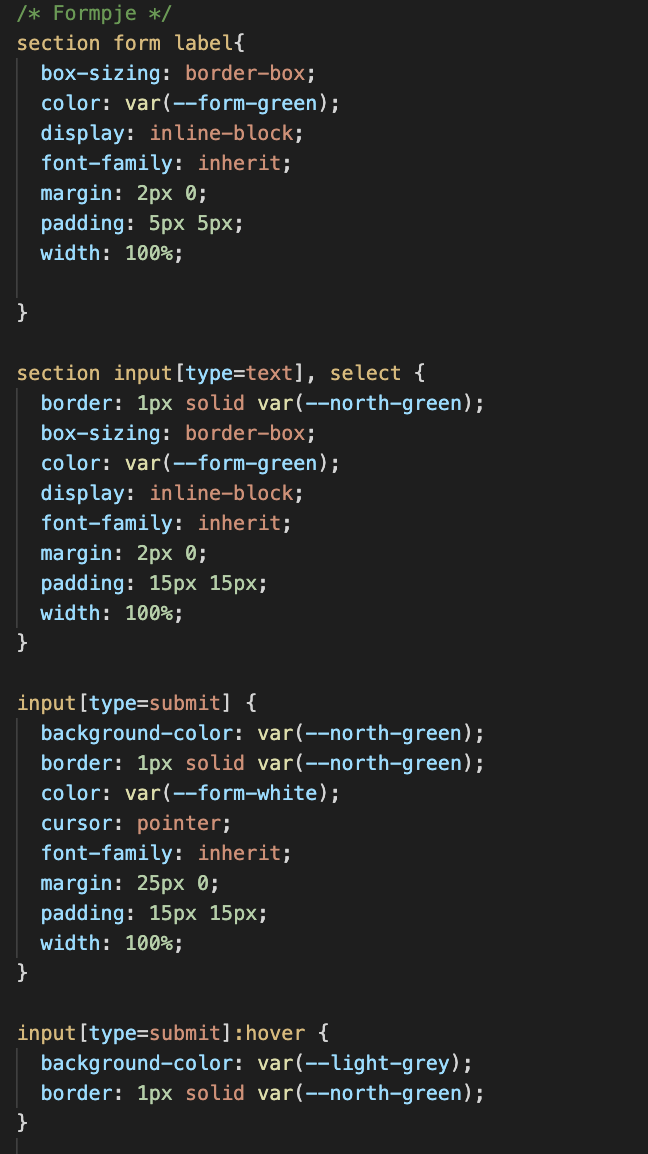 /* Formpje */
section form label{
  box-sizing: border-box;
  color: var(--form-green);
  display: inline-block;
  font-family: inherit;
  margin: 2px 0;
  padding: 5px 5px;
  width: 100%;

}

section input[type=text], select {
  border: 1px solid var(--north-green);
  box-sizing: border-box;
  color: var(--form-green);
  display: inline-block;
  font-family: inherit;
  margin: 2px 0;
  padding: 15px 15px;
  width: 100%;
}

input[type=submit] {
  background-color: var(--north-green);
  border: 1px solid var(--north-green);
  color: var(--form-white);
  cursor: pointer;
  font-family: inherit;
  margin: 25px 0;
  padding: 15px 15px;
  width: 100%;
}

input[type=submit]:hover {
  background-color: var(--light-grey);
  border: 1px solid var(--north-green);
}